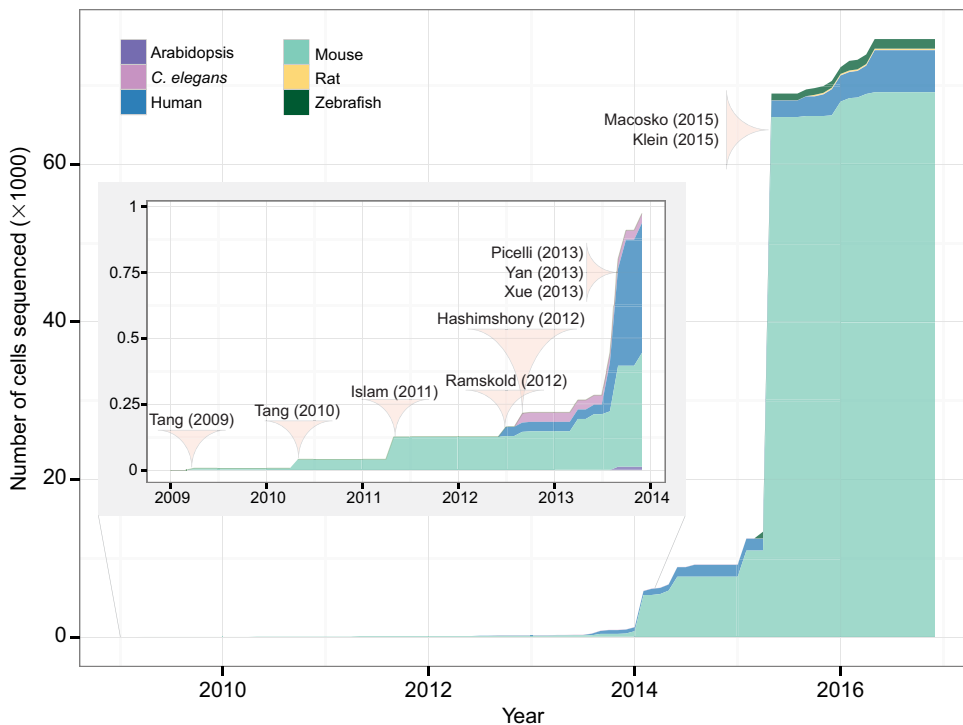 Arabidopsis
C. elegans
Human
Mouse
Rat
Zebrafish
Macosko (2015)
Klein (2015)
Number of cells sequenced (×1000)
60
40
20
0
1
0.75
0.5
0.25
0
Picelli (2013)
Yan (2013)
Xue (2013)
Hashimshony (2012)
Ramskold (2012)
Islam (2011)
Tang (2010)
Tang (2009)
2009 2010 2011 2012 2013 2014
2010 2012 2014 2016
Year